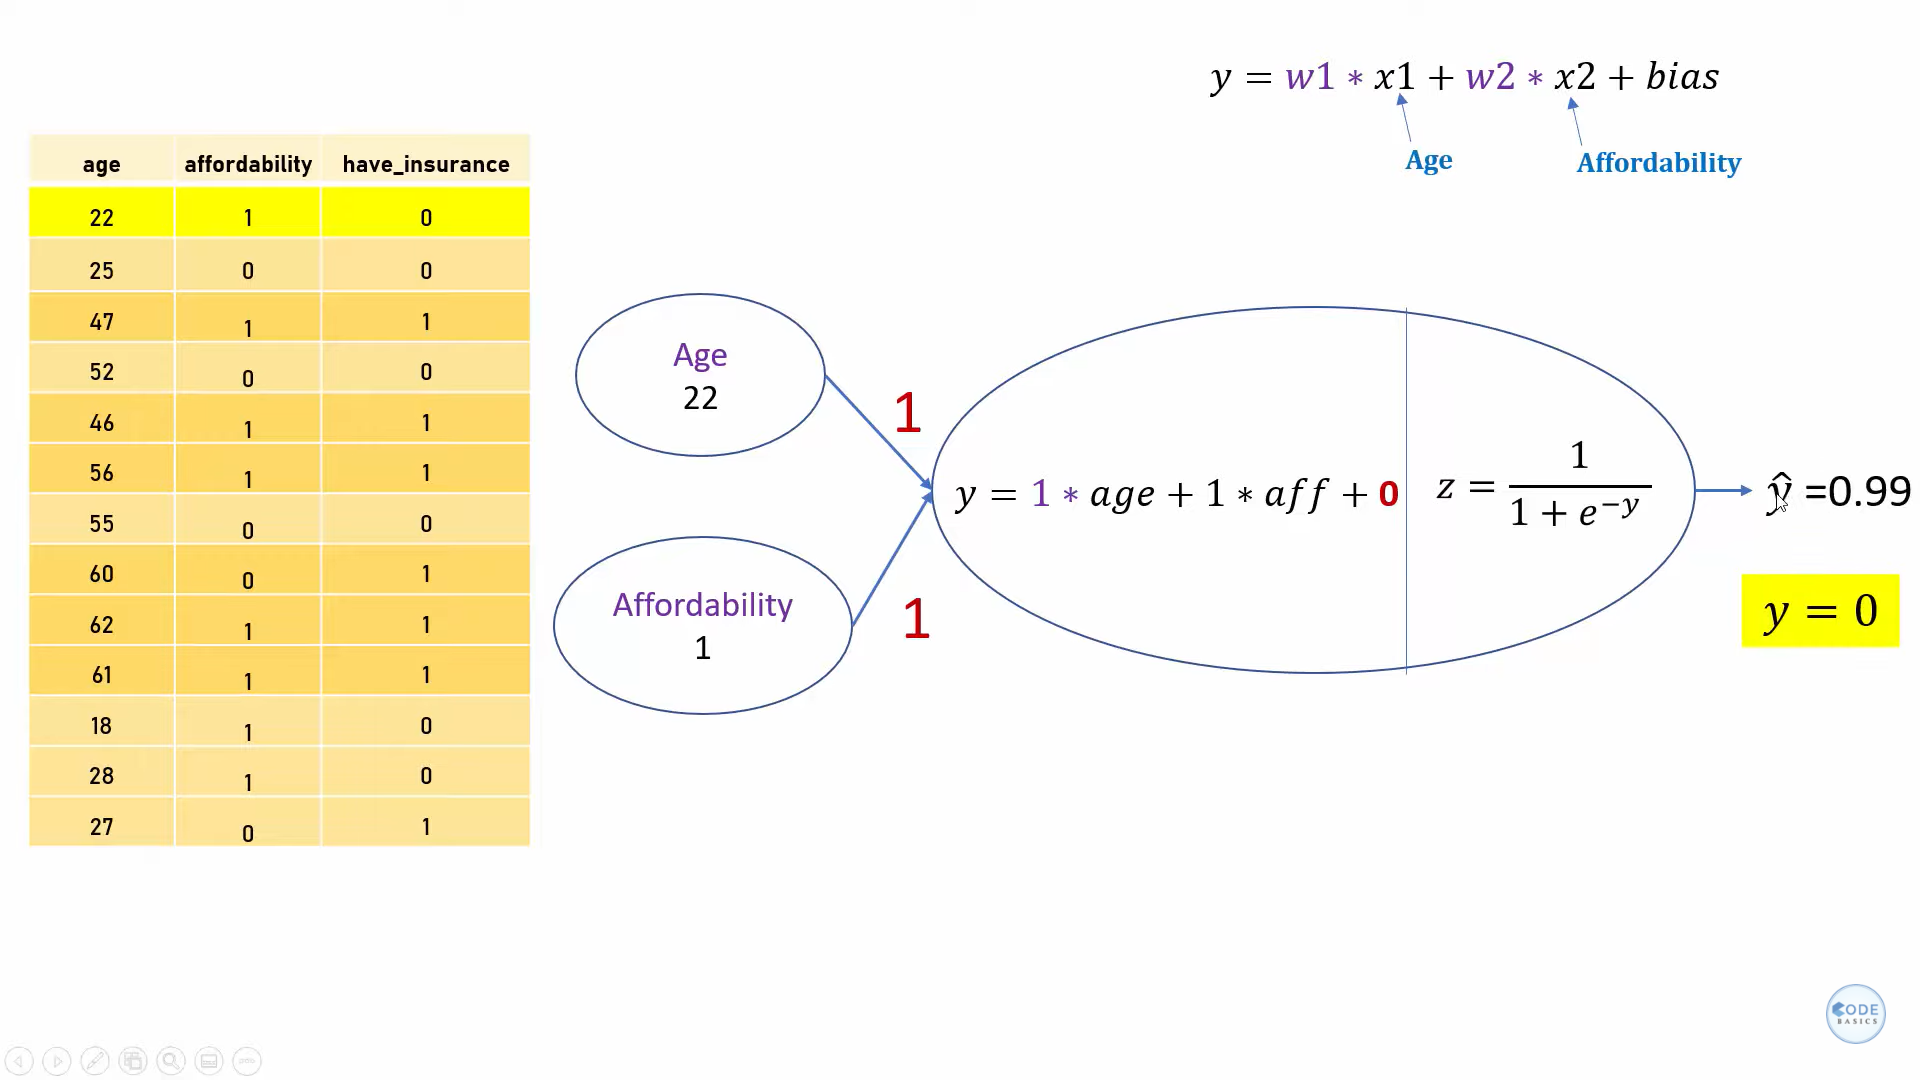 y = w1 * x1 + w2 * x2 + bias
Age
Affordability
age affordability have_insurance
22 1 0
25 0 0
47 1 1
52 0 0
46 1 1
56 1 1
55 0 0
60 0 1
62 1 1
61 1 1
18 1 0
28 1 0
27 0 1
Age
22
1
y = 1 * age + 1 * aff + 0
z = 1 / (1 + e^−y)
ŷ =0.99
Affordability
1
1
y = 0
CODE
BASICS